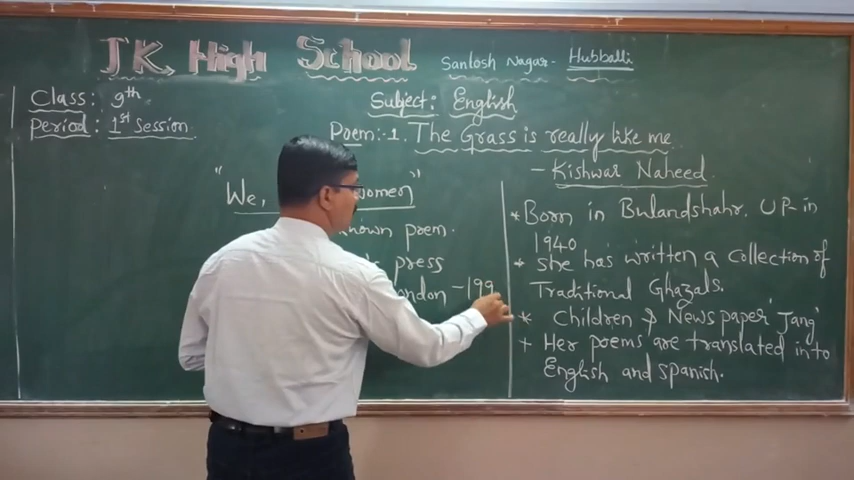 J K High School Santosh Nagar - Hubballi
Class: 9th
Subject: English
Period: 1st Session
Poem:-1. The Grass is really like me
- Kishwar Naheed
"We, women"
known poem.
press
ondon - 199
* Born in Bulandshahr. UP in
1940
* she has written a collection of
Traditional Ghazals.
* Children & News paper 'Jang'
+ Her poems are translated into
English and spanish.